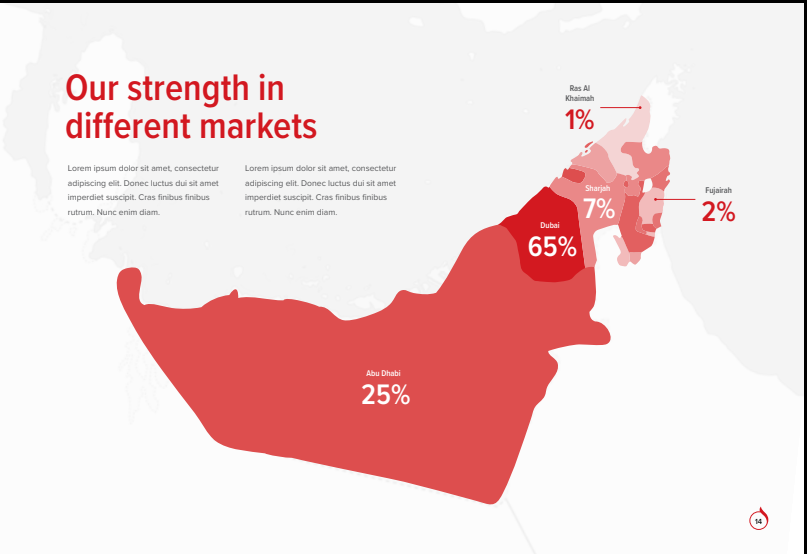 Our strength in
different markets
Lorem ipsum dolor sit amet, consectetur
adipiscing elit. Donec luctus dui sit amet
imperdiet suscipit. Cras finibus finibus
rutrum. Nunc enim diam.
Lorem ipsum dolor sit amet, consectetur
adipiscing elit. Donec luctus dui sit amet
imperdiet suscipit. Cras finibus finibus
rutrum. Nunc enim diam.
Ras Al
Khaimah
1%
Sharjah
7%
Fujairah
2%
Dubai
65%
Abu Dhabi
25%
14